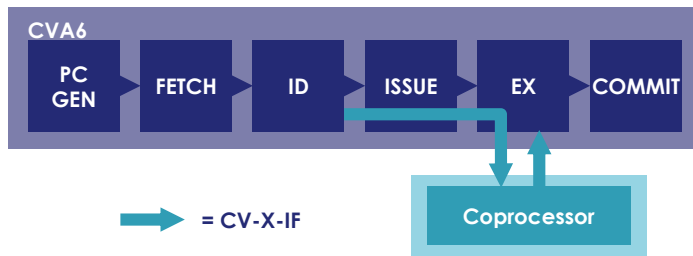 CVA6
PC
GEN
FETCH
ID
ISSUE
EX
COMMIT
Coprocessor
= CV-X-IF